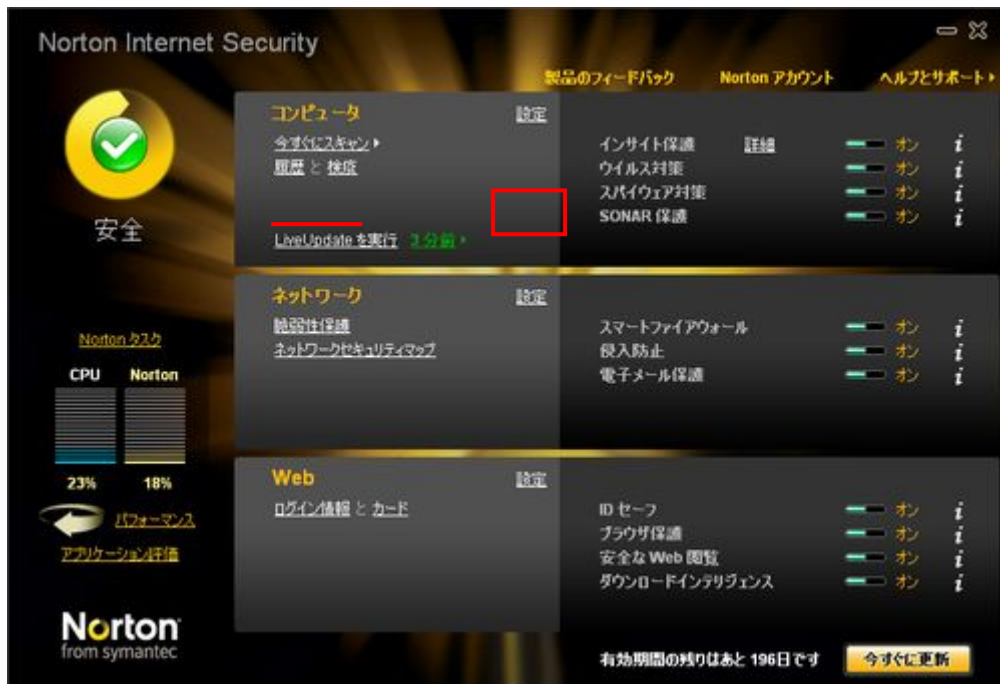 Norton Internet Security
製品のフィードバック Norton アカウント ヘルプとサポート
安全
Norton タスク
CPU Norton
23% 18%
パフォーマンス
アプリケーション評価
Norton
from symantec
コンピュータ 設定
今すぐにスキャン
履歴 と 検疫
LiveUpdate を実行 3 分前
インサイト保護 詳細 オン i
ウイルス対策 オン i
スパイウェア対策 オン i
SONAR 保護 オン i
ネットワーク 設定
脆弱性保護
ネットワークセキュリティマップ
スマートファイアウォール オン i
侵入防止 オン i
電子メール保護 オン i
Web 設定
ログイン情報 と カード
ID セーフ オン i
ブラウザ保護 オン i
安全な Web 閲覧 オン i
ダウンロードインテリジェンス オン i
有効期間の残りはあと 196日です 今すぐに更新